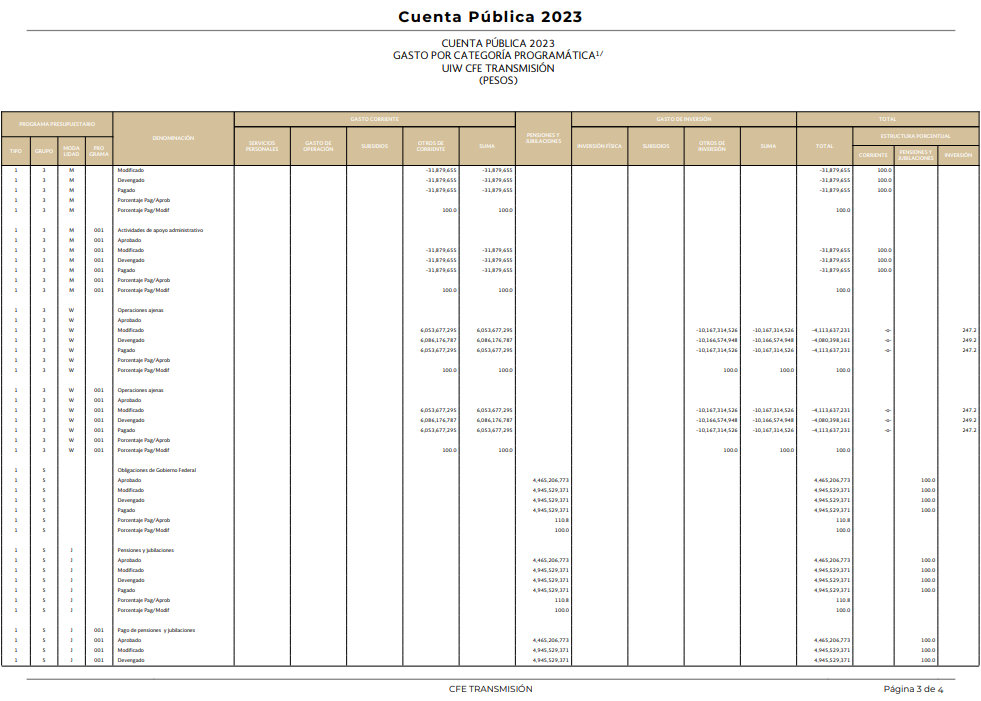 Cuenta Pública 2023
CUENTA PÚBLICA 2023
GASTO POR CATEGORÍA PROGRAMÁTICA1/
UIW CFE TRANSMISIÓN
(PESOS)
PROGRAMA PRESUPUESTARIO DENOMINACIÓN GASTO CORRIENTE PENSIONES Y JUBILACIONES GASTO DE INVERSIÓN TOTAL
TIPO GRUPO MODALIDAD PROGRAMA SERVICIOS PERSONALES GASTO DE OPERACIÓN SUBSIDIOS OTROS DE CORRIENTE SUMA INVERSIÓN FÍSICA SUBSIDIOS OTROS DE INVERSIÓN SUMA TOTAL ESTRUCTURA PORCENTUAL
CORRIENTE PENSIONES Y JUBILACIONES INVERSIÓN
1 3 M Modificado -31,879,655 -31,879,655 -31,879,655 100.0
1 3 M Devengado -31,879,655 -31,879,655 -31,879,655 100.0
1 3 M Pagado -31,879,655 -31,879,655 -31,879,655 100.0
1 3 M Porcentaje Pag/Aprob
1 3 M Porcentaje Pag/Modif 100.0 100.0 100.0
1 3 M 001 Actividades de apoyo administrativo
1 3 M 001 Aprobado
1 3 M 001 Modificado -31,879,655 -31,879,655 -31,879,655 100.0
1 3 M 001 Devengado -31,879,655 -31,879,655 -31,879,655 100.0
1 3 M 001 Pagado -31,879,655 -31,879,655 -31,879,655 100.0
1 3 M 001 Porcentaje Pag/Aprob
1 3 M 001 Porcentaje Pag/Modif 100.0 100.0 100.0
1 3 W Operaciones ajenas
1 3 W Aprobado
1 3 W Modificado 6,053,677,295 6,053,677,295 -10,167,314,526 -10,167,314,526 -4,113,637,231 -o- 247.2
1 3 W Devengado 6,086,176,787 6,086,176,787 -10,166,574,948 -10,166,574,948 -4,080,398,161 -o- 249.2
1 3 W Pagado 6,053,677,295 6,053,677,295 -10,167,314,526 -10,167,314,526 -4,113,637,231 -o- 247.2
1 3 W Porcentaje Pag/Aprob
1 3 W Porcentaje Pag/Modif 100.0 100.0 100.0 100.0 100.0
1 3 W 001 Operaciones ajenas
1 3 W 001 Aprobado
1 3 W 001 Modificado 6,053,677,295 6,053,677,295 -10,167,314,526 -10,167,314,526 -4,113,637,231 -o- 247.2
1 3 W 001 Devengado 6,086,176,787 6,086,176,787 -10,166,574,948 -10,166,574,948 -4,080,398,161 -o- 249.2
1 3 W 001 Pagado 6,053,677,295 6,053,677,295 -10,167,314,526 -10,167,314,526 -4,113,637,231 -o- 247.2
1 3 W 001 Porcentaje Pag/Aprob
1 3 W 001 Porcentaje Pag/Modif 100.0 100.0 100.0 100.0 100.0
1 5 Obligaciones de Gobierno Federal
1 5 Aprobado 4,465,206,773 4,465,206,773 100.0
1 5 Modificado 4,945,529,371 4,945,529,371 100.0
1 5 Devengado 4,945,529,371 4,945,529,371 100.0
1 5 Pagado 4,945,529,371 4,945,529,371 100.0
1 5 Porcentaje Pag/Aprob 110.8 110.8
1 5 Porcentaje Pag/Modif 100.0 100.0
1 5 J Pensiones y jubilaciones
1 5 J Aprobado 4,465,206,773 4,465,206,773 100.0
1 5 J Modificado 4,945,529,371 4,945,529,371 100.0
1 5 J Devengado 4,945,529,371 4,945,529,371 100.0
1 5 J Pagado 4,945,529,371 4,945,529,371 100.0
1 5 J Porcentaje Pag/Aprob 110.8 110.8
1 5 J Porcentaje Pag/Modif 100.0 100.0
1 5 J 001 Pago de pensiones y jubilaciones
1 5 J 001 Aprobado 4,465,206,773 4,465,206,773 100.0
1 5 J 001 Modificado 4,945,529,371 4,945,529,371 100.0
1 5 J 001 Devengado 4,945,529,371 4,945,529,371 100.0
CFE TRANSMISIÓN Página 3 de 4